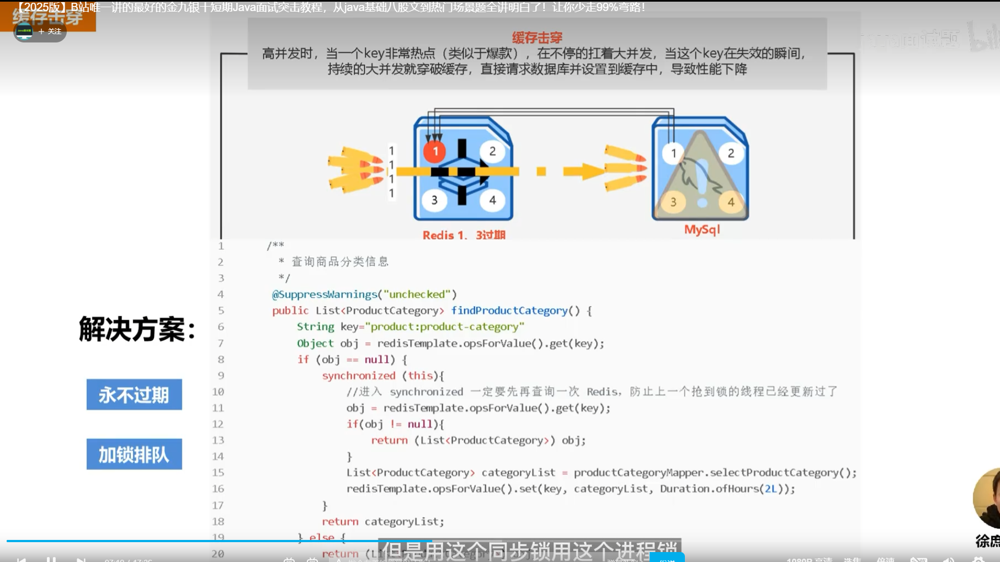 【2025版】B站唯一讲的最好的金九银十短期Java面试突击教程，从java基础八股文到热门场景题全讲明白了！让你少走99%弯路！
缓存击穿
+ 关注
缓存击穿
高并发时，当一个key非常热点（类似于爆款），在不停的扛着大并发，当这个key在失效的瞬间，
持续的大并发就穿破缓存，直接请求数据库并设置到缓存中，导致性能下降
面试题
1
1
1
1
1 2
3 4
1 2
3 4
Redis 1、3过期
MySql
解决方案：
永不过期
加锁排队
1 /**
2 * 查询商品分类信息
3 */
4 @SuppressWarnings("unchecked")
5 public List<ProductCategory> findProductCategory() {
6 String key="product:product-category"
7 Object obj = redisTemplate.opsForValue().get(key);
8 if (obj == null) {
9 synchronized (this){
10 //进入 synchronized 一定要先再查询一次 Redis，防止上一个抢到锁的线程已经更新过了
11 obj = redisTemplate.opsForValue().get(key);
12 if(obj != null){
13 return (List<ProductCategory>) obj;
14 }
15 List<ProductCategory> categoryList = productCategoryMapper.selectProductCategory();
16 redisTemplate.opsForValue().set(key, categoryList, Duration.ofHours(2L));
17 }
18 return categoryList;
19 } else {
20 return
但是用这个同步锁用这个进程锁
徐庶
1080P 高清 选集 倍速